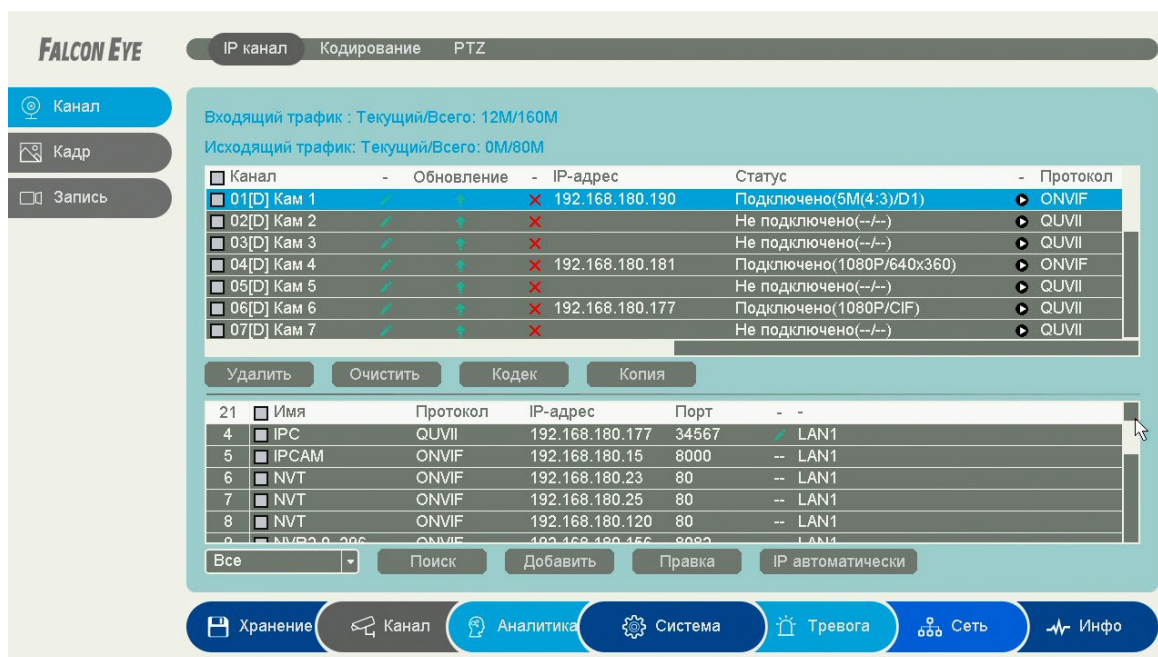 FALCON EYE
IP канал Кодирование PTZ
Канал
Кадр
Запись
Входящий трафик : Текущий/Всего: 12M/160M
Исходящий трафик: Текущий/Всего: 0M/80M
Канал - Обновление - IP-адрес Статус - Протокол
01[D] Кам 1 192.168.180.190 Подключено(5M(4:3)/D1) ONVIF
02[D] Кам 2 Не подключено(--/--) QUVII
03[D] Кам 3 Не подключено(--/--) QUVII
04[D] Кам 4 192.168.180.181 Подключено(1080P/640x360) ONVIF
05[D] Кам 5 Не подключено(--/--) QUVII
06[D] Кам 6 192.168.180.177 Подключено(1080P/CIF) QUVII
07[D] Кам 7 Не подключено(--/--) QUVII
Удалить Очистить Кодек Копия
21 Имя Протокол IP-адрес Порт - -
4 IPC QUVII 192.168.180.177 34567 LAN1
5 IPCAM ONVIF 192.168.180.15 8000 -- LAN1
6 NVT ONVIF 192.168.180.23 80 -- LAN1
7 NVT ONVIF 192.168.180.25 80 -- LAN1
8 NVT ONVIF 192.168.180.120 80 -- LAN1
ONVIF LAN1
Все Поиск Добавить Правка IP автоматически
Хранение Канал Аналитика Система Тревога Сеть Инфо